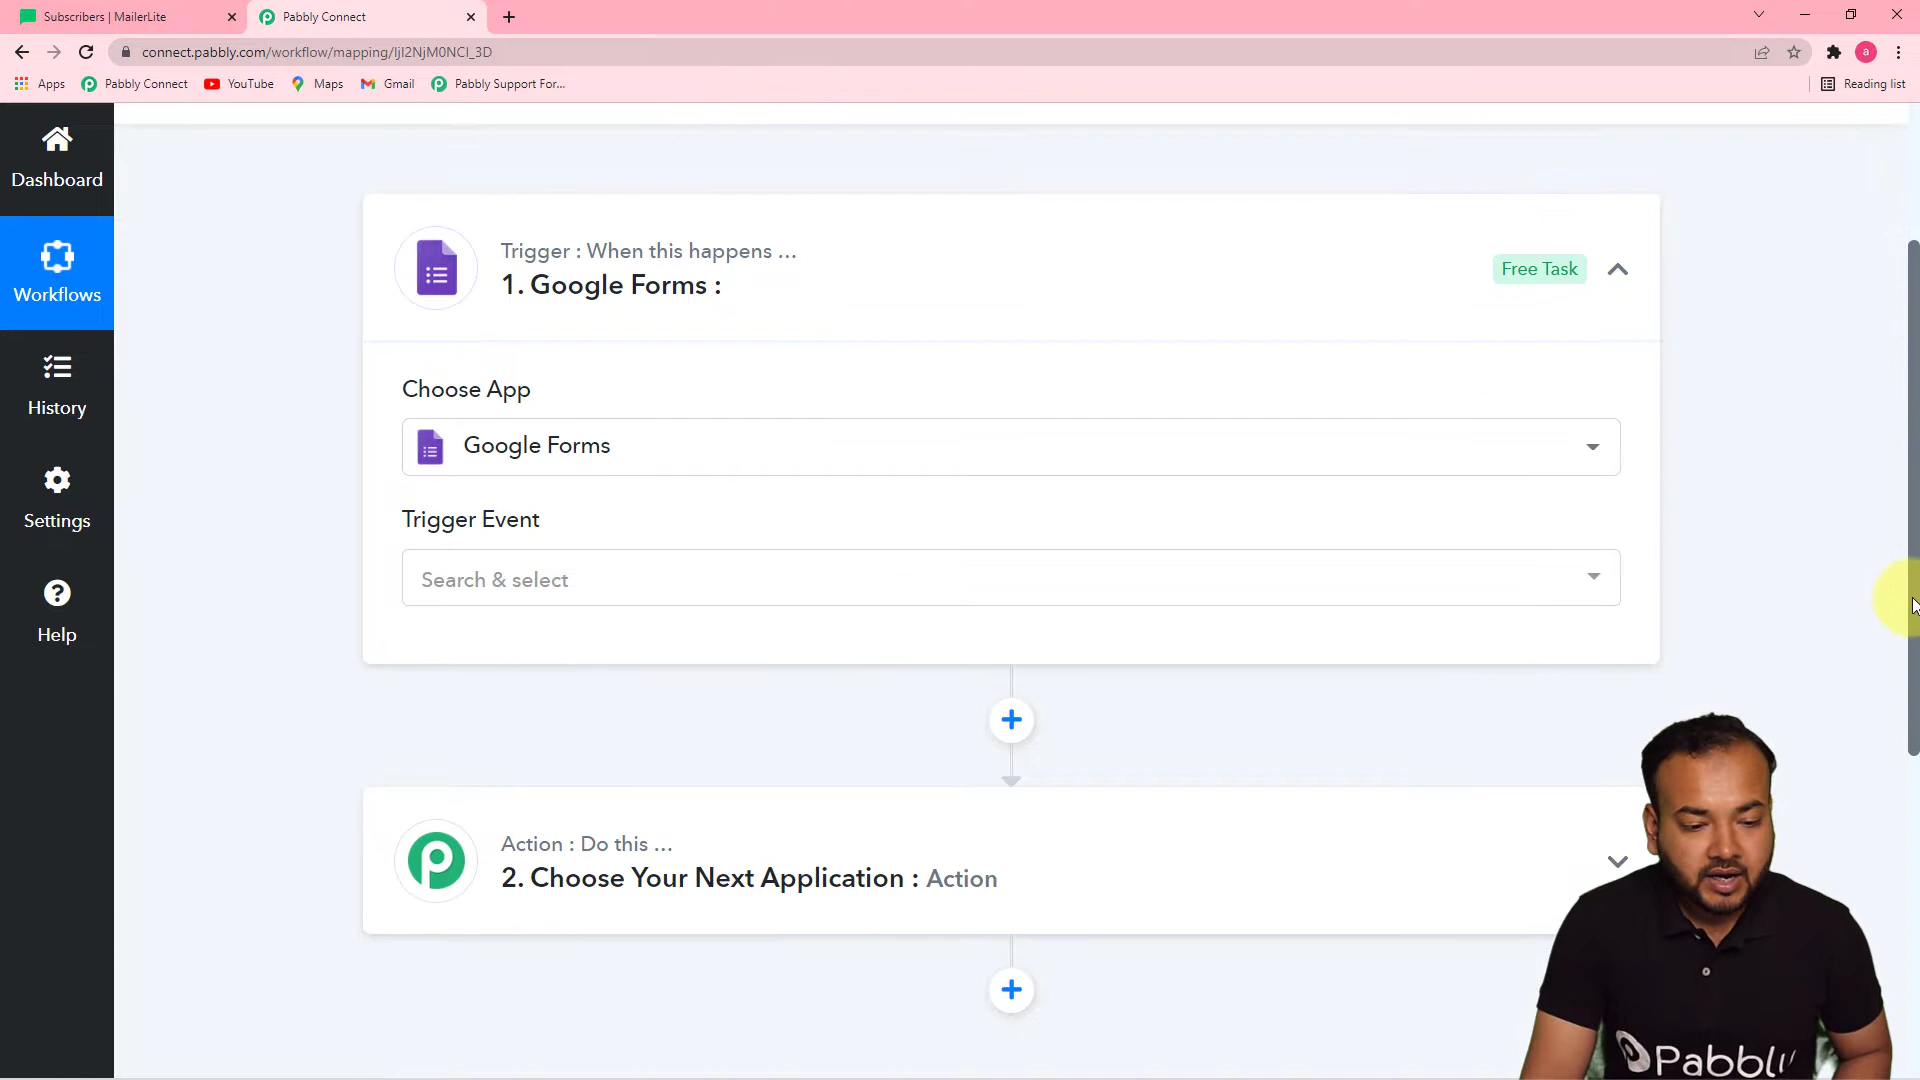 Subscribers | MailerLite
Pabbly Connect
connect.pabbly.com/workflow/mapping/IjI2NjM0NCI_3D
a
Apps
Pabbly Connect
YouTube
Maps
Gmail
Pabbly Support For...
Reading list
Dashboard
Workflows
History
Settings
Help
Trigger : When this happens ...
1. Google Forms :
Free Task
Choose App
Google Forms
Trigger Event
Search & select
Action : Do this ...
2. Choose Your Next Application : Action
Pabbly